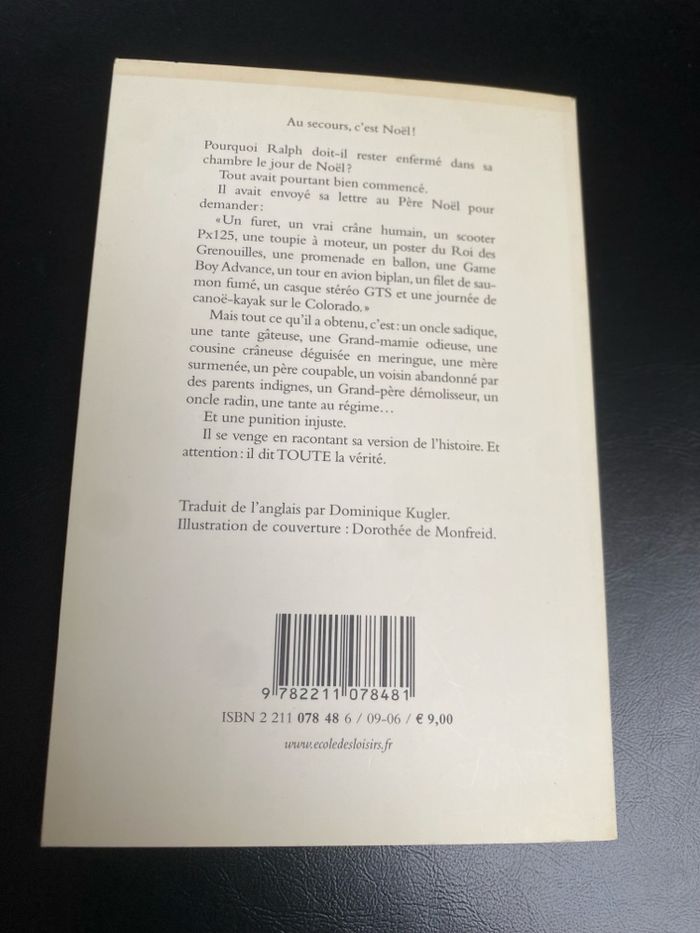 Au secours, c'est Noël !
Pourquoi Ralph doit-il rester enfermé dans sa
chambre le jour de Noël ?
Tout avait pourtant bien commencé.
Il avait envoyé sa lettre au Père Noël pour
demander :
« Un furet, un vrai crâne humain, un scooter
Px125, une toupie à moteur, un poster du Roi des
Grenouilles, une promenade en ballon, une Game
Boy Advance, un tour en avion biplan, un filet de sau-
mon fumé, un casque stéréo GTS et une journée de
canoë-kayak sur le Colorado. »
Mais tout ce qu'il a obtenu, c'est : un oncle sadique,
une tante gâteuse, une Grand-mamie odieuse, une
cousine crâneuse déguisée en meringue, une mère
surmenée, un père coupable, un voisin abandonné par
des parents indignes, un Grand-père démolisseur, un
oncle radin, une tante au régime…
Et une punition injuste.
Il se venge en racontant sa version de l'histoire. Et
attention : il dit TOUTE la vérité.
Traduit de l'anglais par Dominique Kugler.
Illustration de couverture : Dorothée de Monfreid.
9 782211 078481
ISBN 2 211 078 48 6 / 09-06 / € 9,00
www.ecoledesloisirs.fr